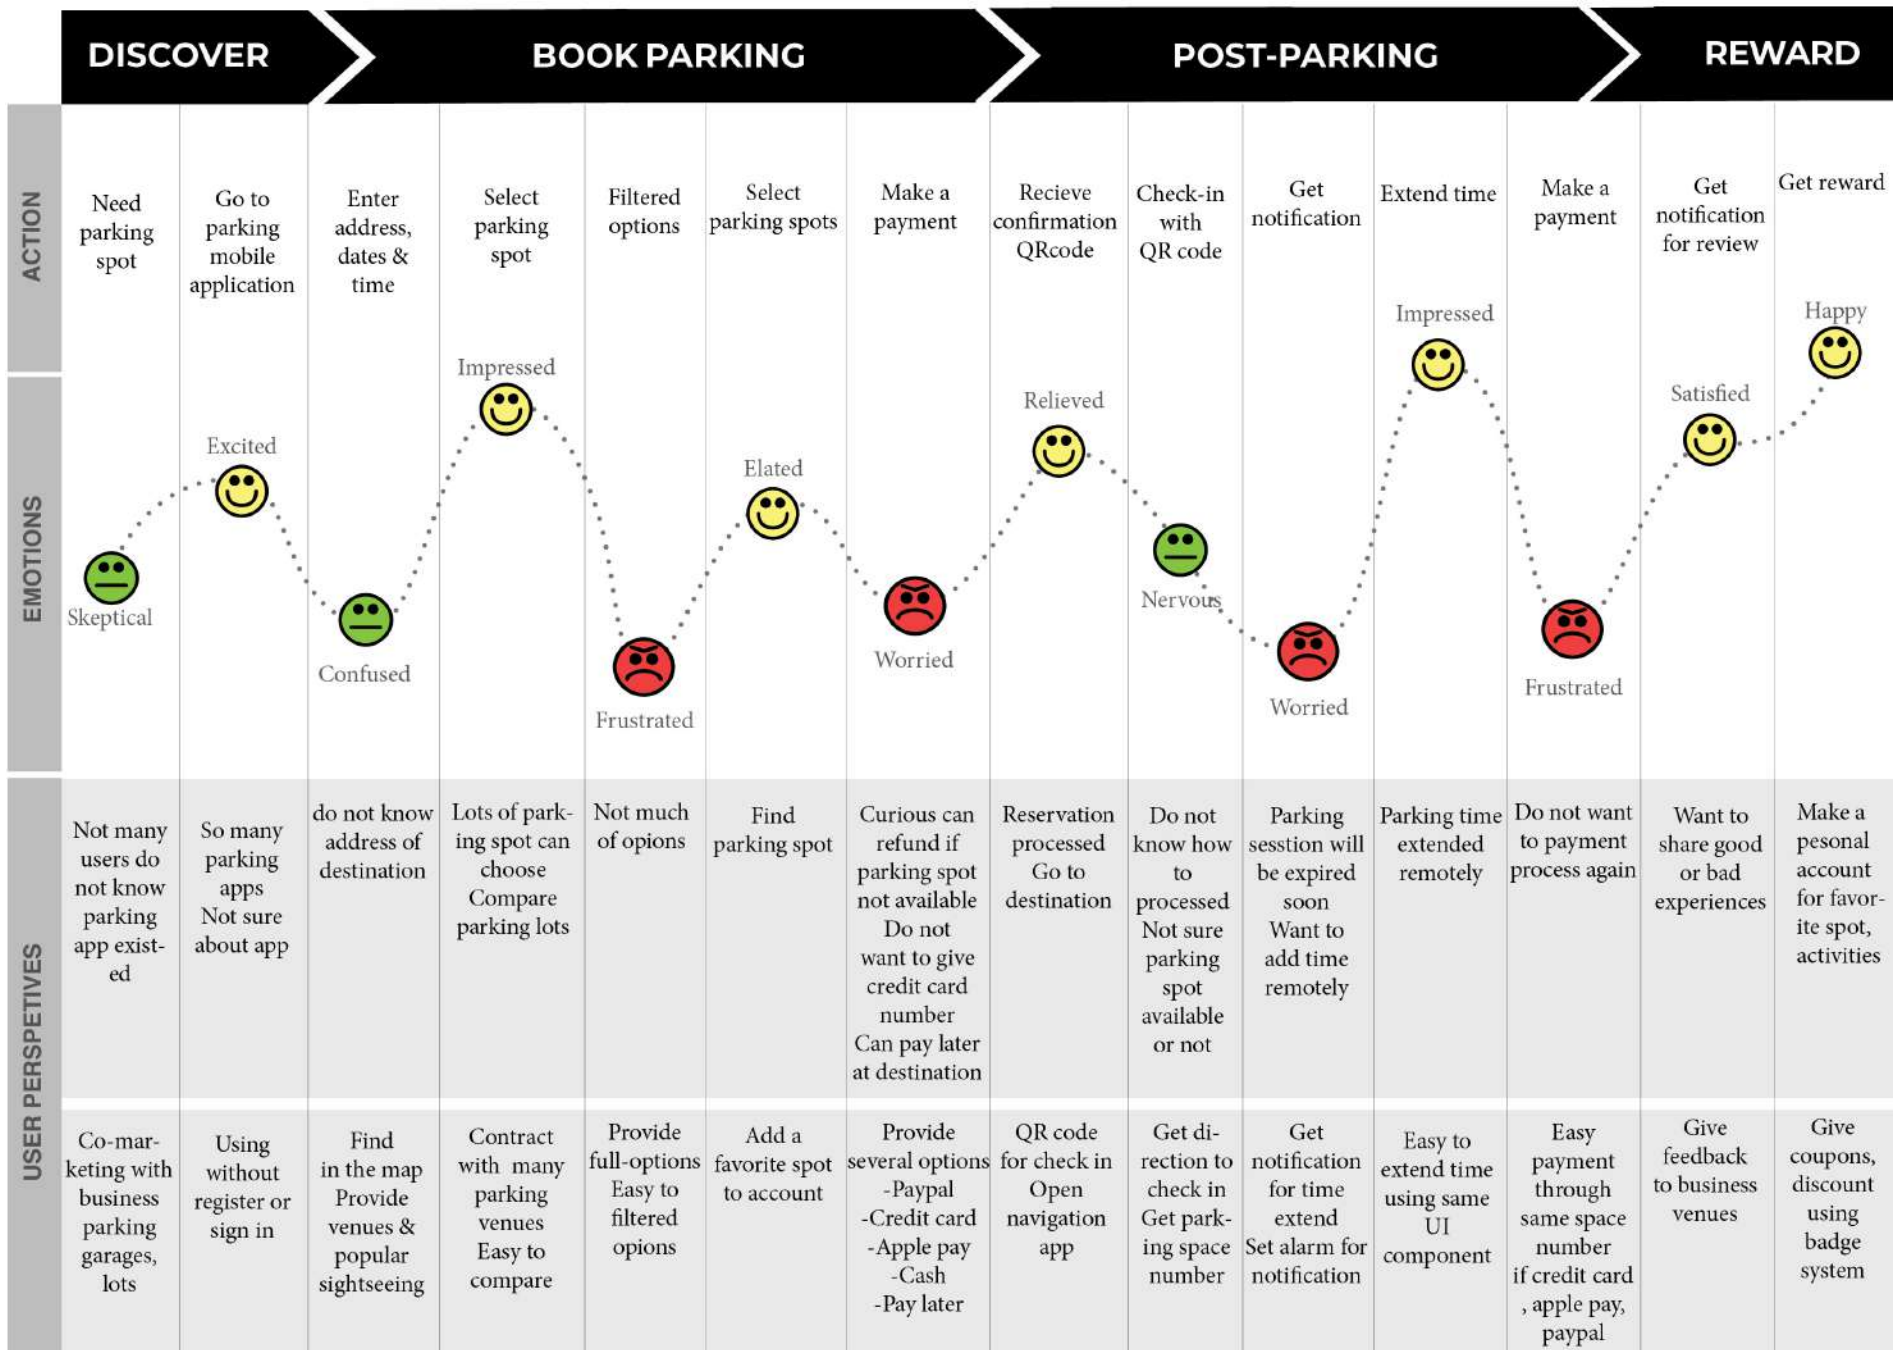 DISCOVER
BOOK PARKING
POST-PARKING
REWARD
ACTION
Need
parking
spot
Go to
parking
mobile
application
Enter
address,
dates &
time
Select
parking
spot
Filtered
options
Select
parking spots
Make a
payment
Recieve
confirmation
QRcode
Check-in
with
QR code
Get
notification
Extend time
Make a
payment
Get
notification
for review
Get reward
EMOTIONS
Skeptical
Excited
Confused
Impressed
Frustrated
Elated
Worried
Relieved
Nervous
Worried
Impressed
Frustrated
Satisfied
Happy
USER PERSPETIVES
Not many
users do
not know
parking
app exist-
ed
So many
parking
apps
Not sure
about app
do not know
address of
destination
Lots of park-
ing spot can
choose
Compare
parking lots
Not much
of opions
Find
parking spot
Curious can
refund if
parking spot
not available
Do not
want to give
credit card
number
Can pay later
at destination
Reservation
processed
Go to
destination
Do not
know how
to
processed
Not sure
parking
spot
available
or not
Parking
sesstion will
be expired
soon
Want to
add time
remotely
Parking time
extended
remotely
Do not want
to payment
process again
Want to
share good
or bad
experiences
Make a
pesonal
account
for favor-
ite spot,
activities
Co-mar-
keting with
business
parking
garages,
lots
Using
without
register or
sign in
Find
in the map
Provide
venues &
popular
sightseeing
Contract
with many
parking
venues
Easy to
compare
Provide
full-options
Easy to
filtered
opions
Add a
favorite spot
to account
Provide
several options
-Paypal
-Credit card
-Apple pay
-Cash
-Pay later
QR code
for check in
Open
navigation
app
Get di-
rection to
check in
Get park-
ing space
number
Get
notification
for time
extend
Set alarm for
notification
Easy to
extend time
using same
UI
component
Easy
payment
through
same space
number
if credit card
, apple pay,
paypal
Give
feedback
to business
venues
Give
coupons,
discount
using
badge
system